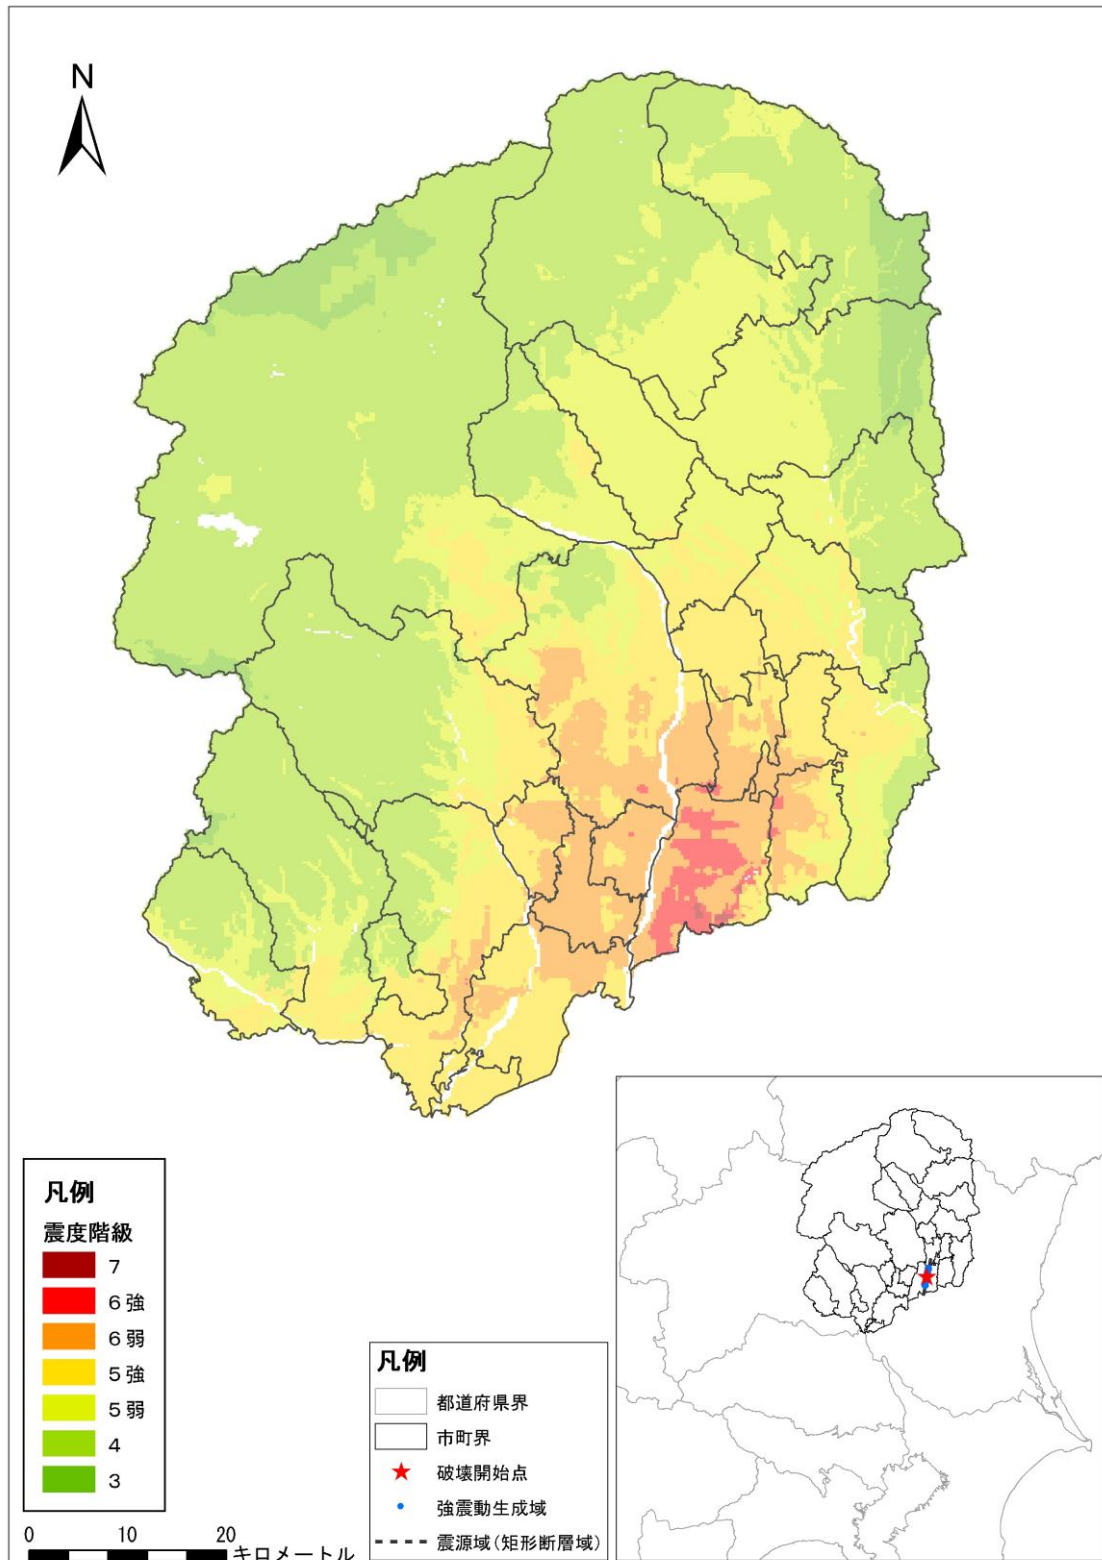 N
凡例
震度階級
7
6強
6弱
5強
5弱
4
3
0 10 20
キロメートル
凡例
都道府県界
市町界
破壊開始点
強震動生成域
震源域(矩形断層域)